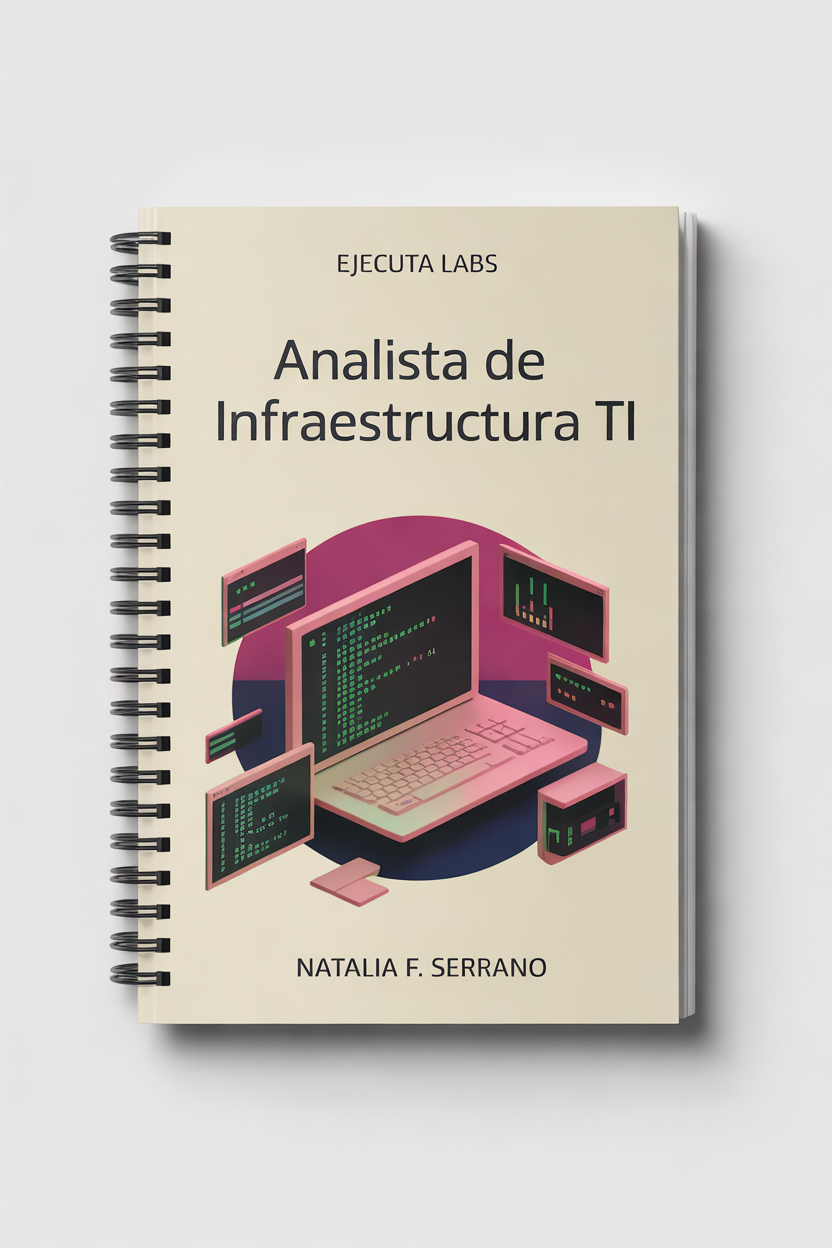 EJECUTA LABS
Analista de
Infraestructura TI
NATALIA F. SERRANO